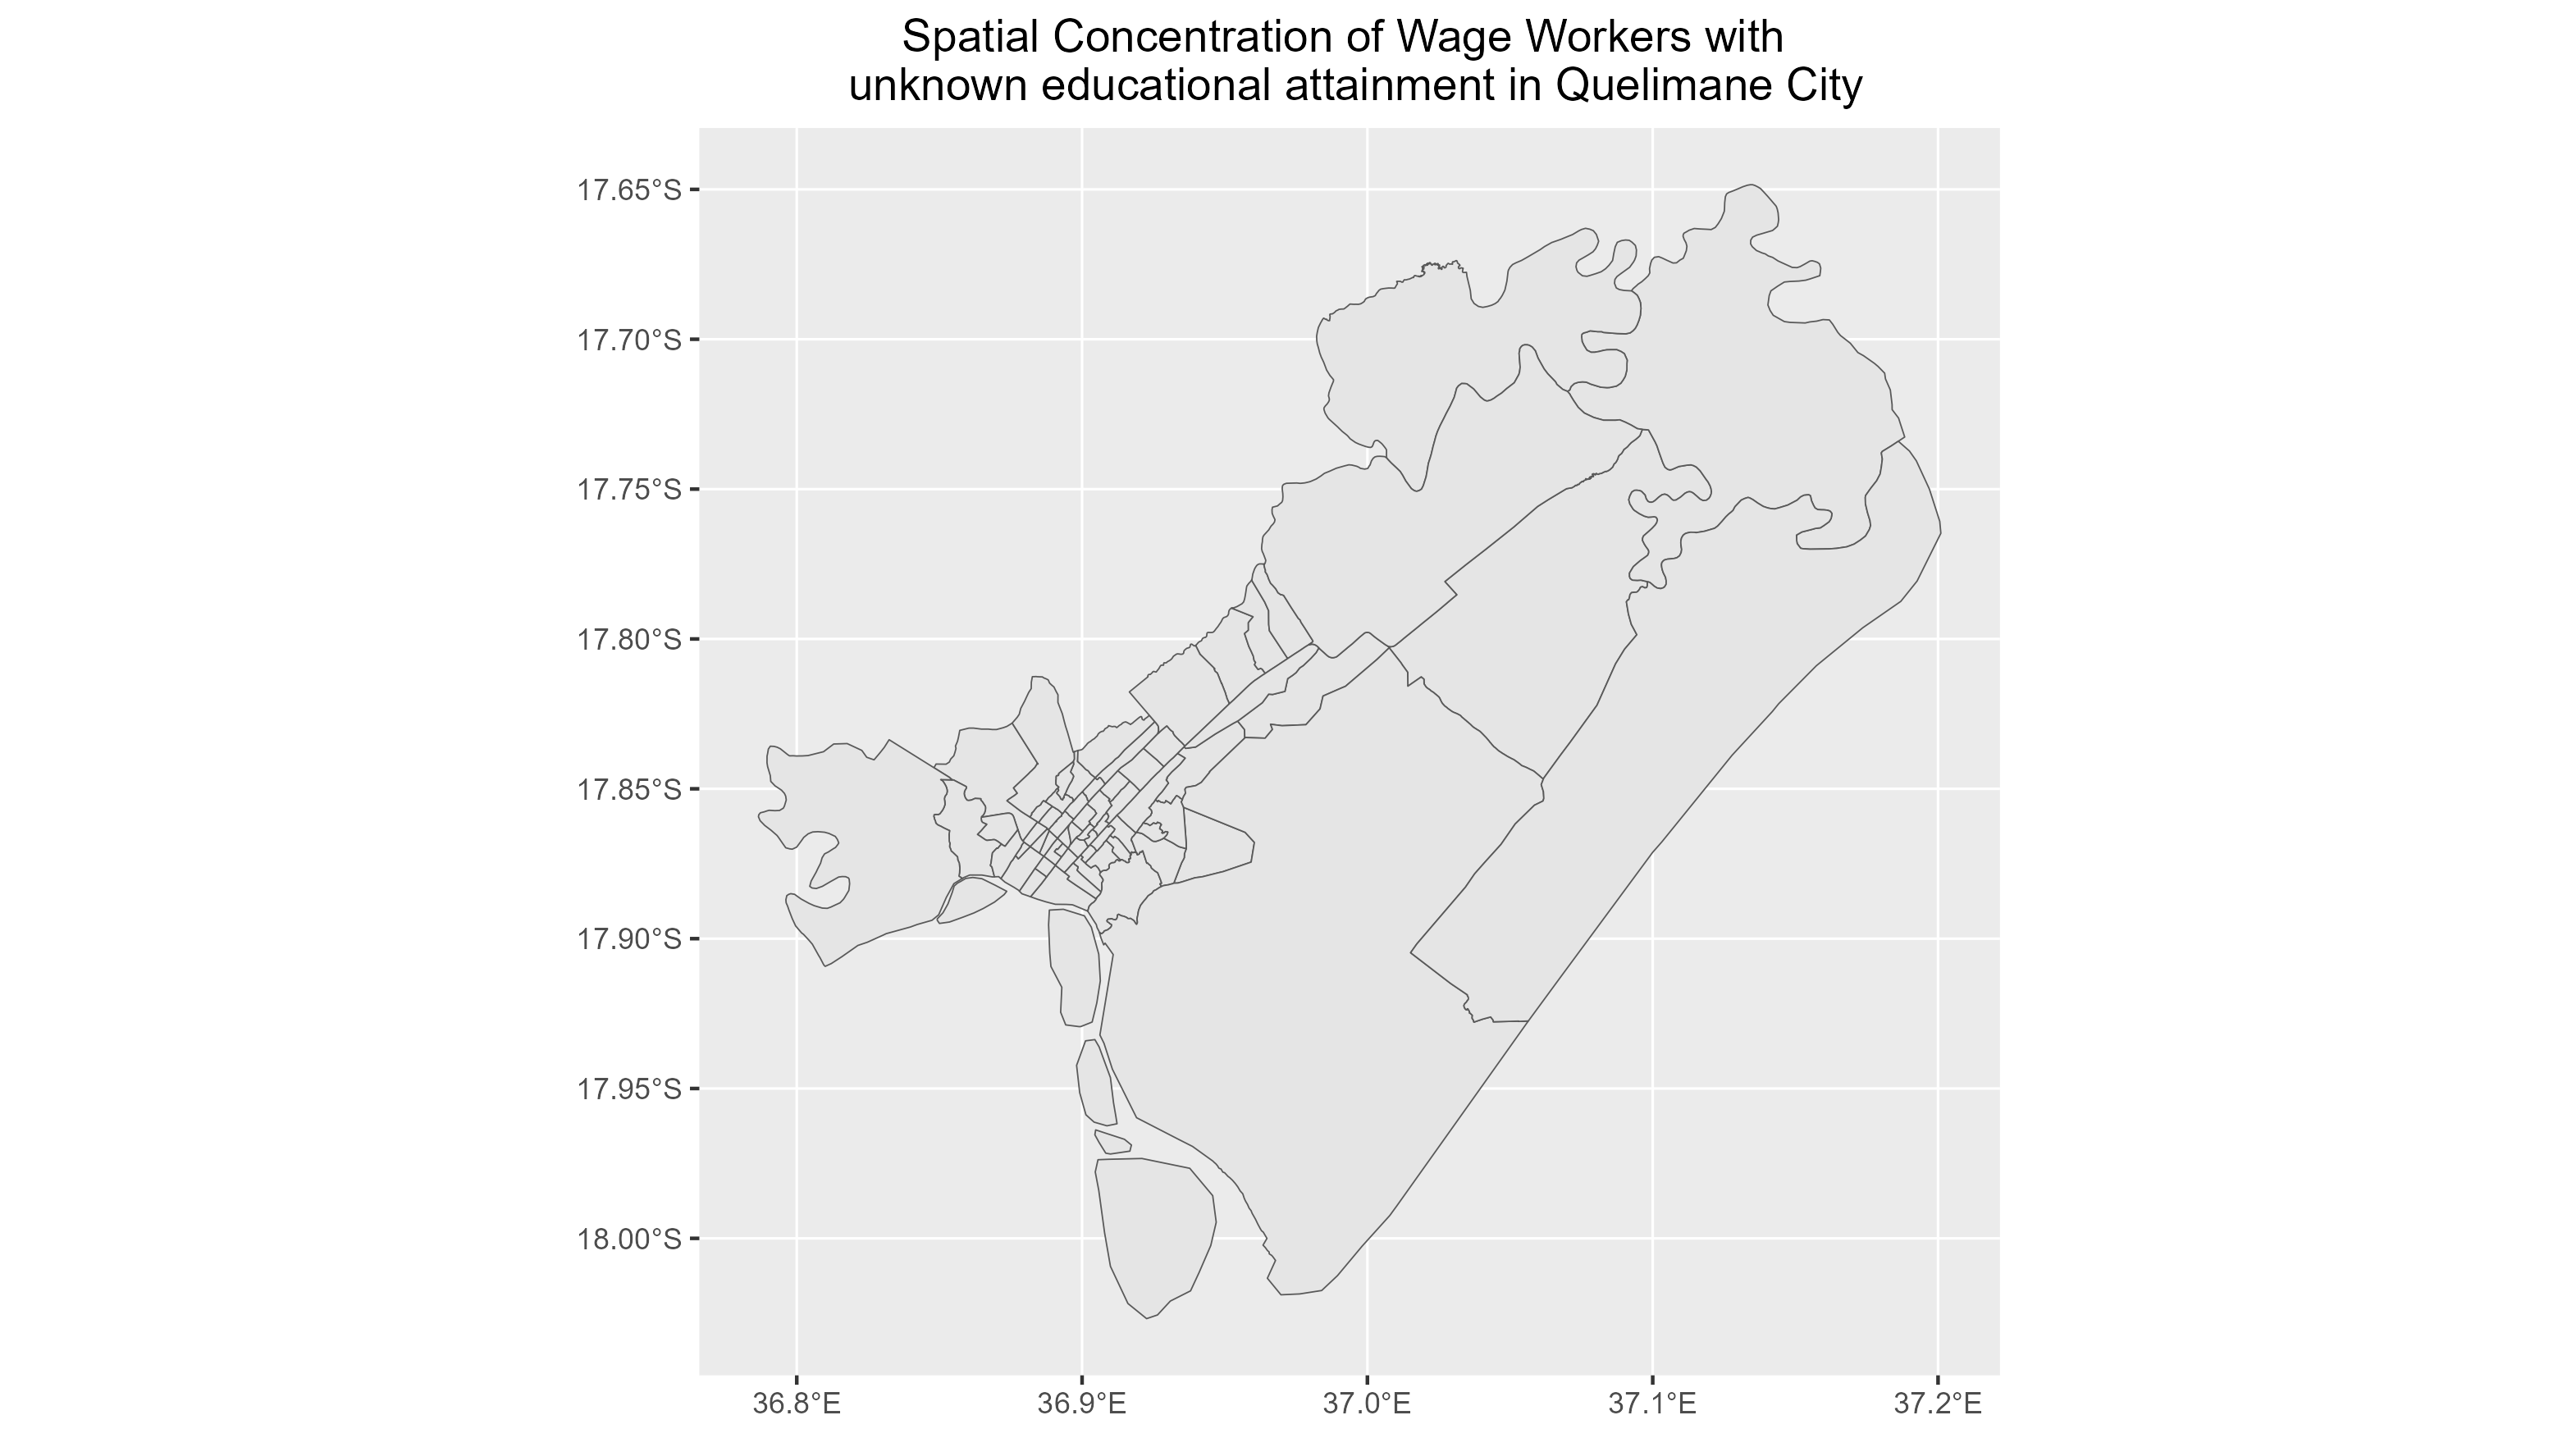 Spatial Concentration of Wage Workers with
unknown educational attainment in Quelimane City
17.65°S
17.70°S
17.75°S
17.80°S
17.85°S
17.90°S
17.95°S
18.00°S
36.8°E
36.9°E
37.0°E
37.1°E
37.2°E